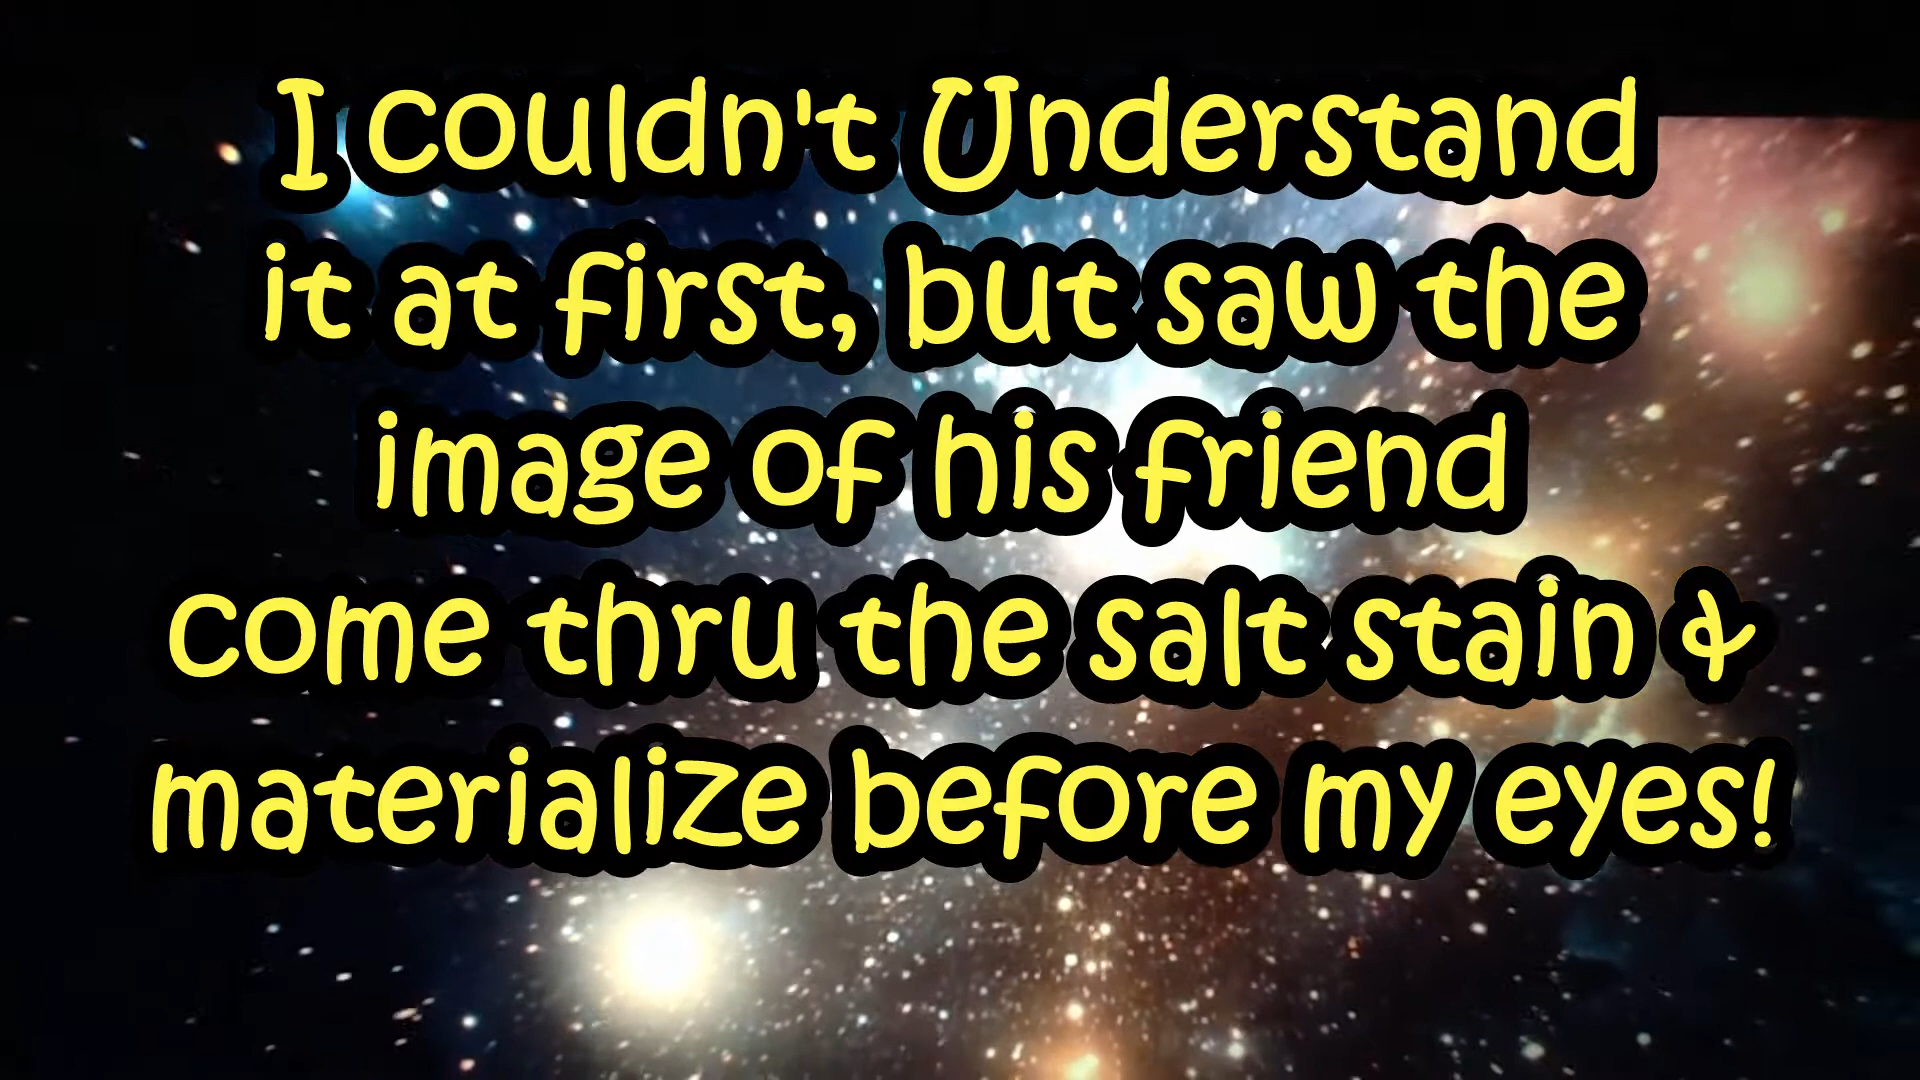 I couldn't Understand
it at first, but saw the
image of his friend
come thru the salt stain &
materialize before my eyes!